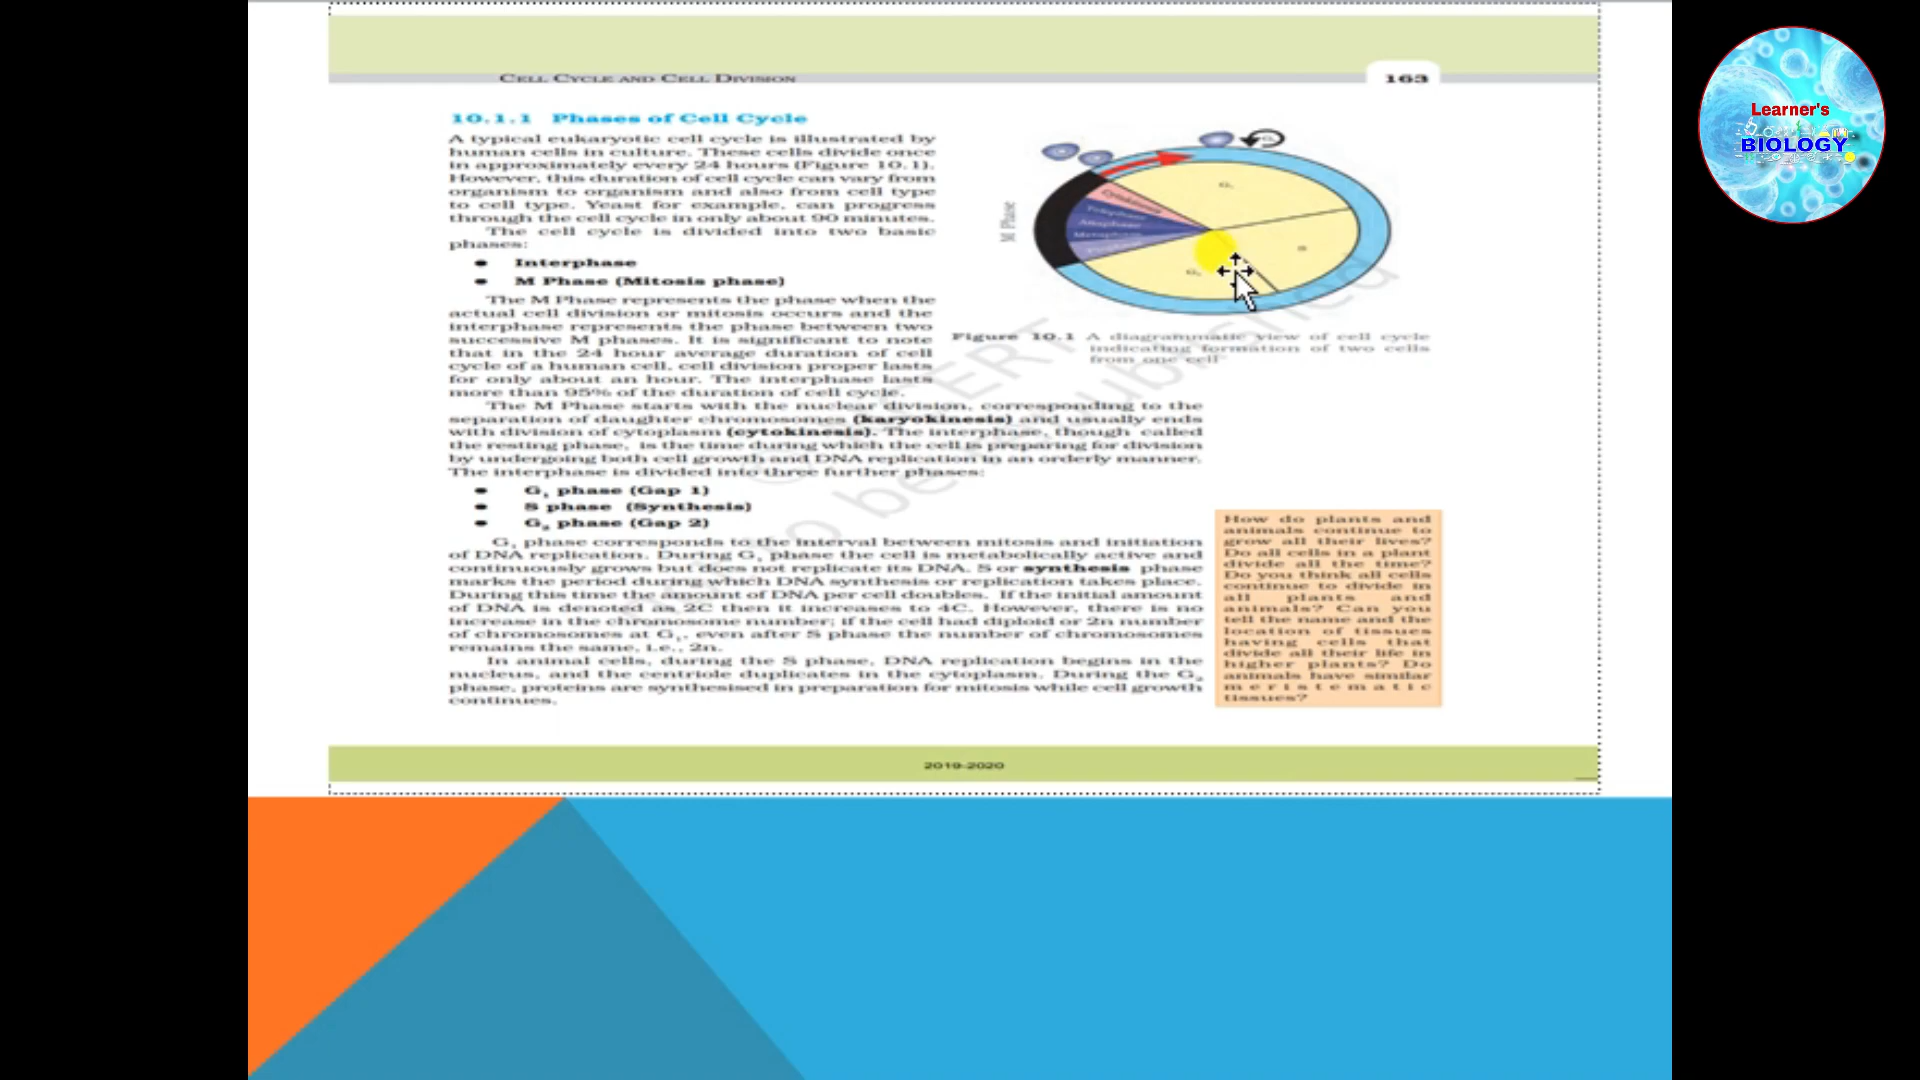 CELL CYCLE AND CELL DIVISION
163
10.1.1 Phases of Cell Cycle
A typical eukaryotic cell cycle is illustrated by
human cells in culture. These cells divide once
in approximately every 24 hours (Figure 10.1).
However, this duration of cell cycle can vary from
organism to organism and also from cell type
to cell type. Yeast for example, can progress
through the cell cycle in only about 90 minutes.
The cell cycle is divided into two basic
phases:
● Interphase
● M Phase (Mitosis phase)
The M Phase represents the phase when the
actual cell division or mitosis occurs and the
interphase represents the phase between two
successive M phases. It is significant to note
that in the 24 hour average duration of cell
cycle of a human cell, cell division proper lasts
for only about an hour. The interphase lasts
more than 95% of the duration of cell cycle.
M Phase
Cytokinesis
Telophase
Anaphase
Metaphase
Prophase
G₁
S
G₂
Figure 10.1 A diagrammatic view of cell cycle
indicating formation of two cells
from one cell
The M Phase starts with the nuclear division, corresponding to the
separation of daughter chromosomes (karyokinesis) and usually ends
with division of cytoplasm (cytokinesis). The interphase, though called
the resting phase, is the time during which the cell is preparing for division
by undergoing both cell growth and DNA replication in an orderly manner.
The interphase is divided into three further phases:
● G₁ phase (Gap 1)
● S phase (Synthesis)
● G₂ phase (Gap 2)
G₁ phase corresponds to the interval between mitosis and initiation
of DNA replication. During G₁ phase the cell is metabolically active and
continuously grows but does not replicate its DNA. S or synthesis phase
marks the period during which DNA synthesis or replication takes place.
During this time the amount of DNA per cell doubles. If the initial amount
of DNA is denoted as 2C then it increases to 4C. However, there is no
increase in the chromosome number; if the cell had diploid or 2n number
of chromosomes at G₁, even after S phase the number of chromosomes
remains the same, i.e., 2n.
In animal cells, during the S phase, DNA replication begins in the
nucleus, and the centriole duplicates in the cytoplasm. During the G₂
phase, proteins are synthesised in preparation for mitosis while cell growth
continues.
How do plants and
animals continue to
grow all their lives?
Do all cells in a plant
divide all the time?
Do you think all cells
continue to divide in
all plants and
animals? Can you
tell the name and the
location of tissues
having cells that
divide all their life in
higher plants? Do
animals have similar
meristematic
tissues?
2019-2020
Learner's
BIOLOGY